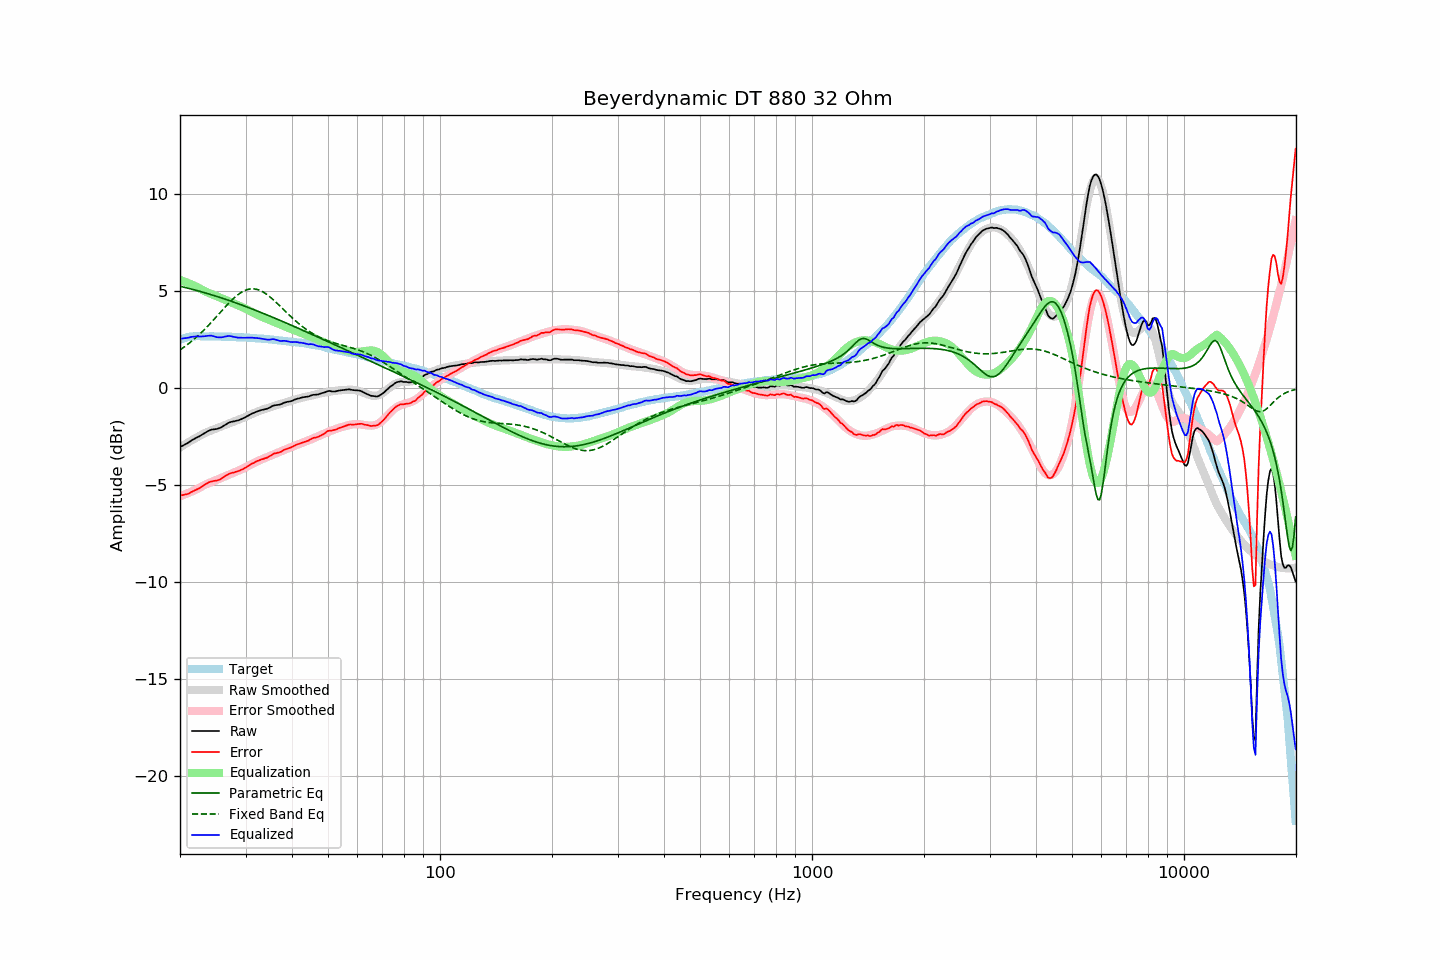 Beyerdynamic DT 880 32 Ohm
Amplitude (dBr)
10
5
0
−5
−10
−15
−20
Target
Raw Smoothed
Error Smoothed
Raw
Error
Equalization
Parametric Eq
Fixed Band Eq
Equalized
100
1000
10000
Frequency (Hz)